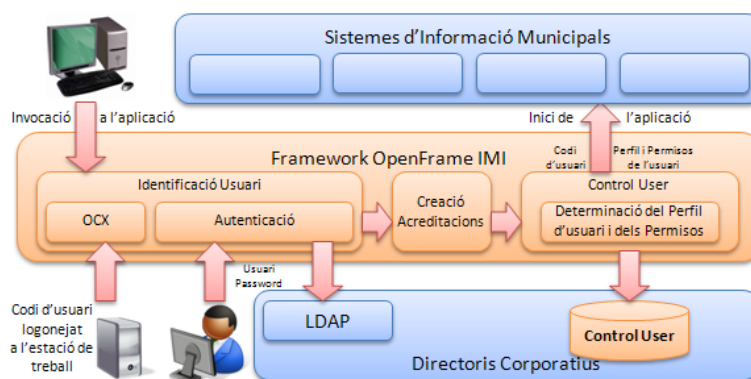 Sistemes d'Informació Municipals
Invocació a l'aplicació
Inici de l'aplicació
Codi d'usuari
Perfil i Permisos de l'usuari
Framework OpenFrame IMI
Identificació Usuari
OCX
Autenticació
Creació
Acreditacions
Control User
Determinació del Perfil
d'usuari i dels Permisos
Usuari
Password
Codi d'usuari
logonejat
a l'estació de
treball
LDAP
Control User
Directoris Corporatius